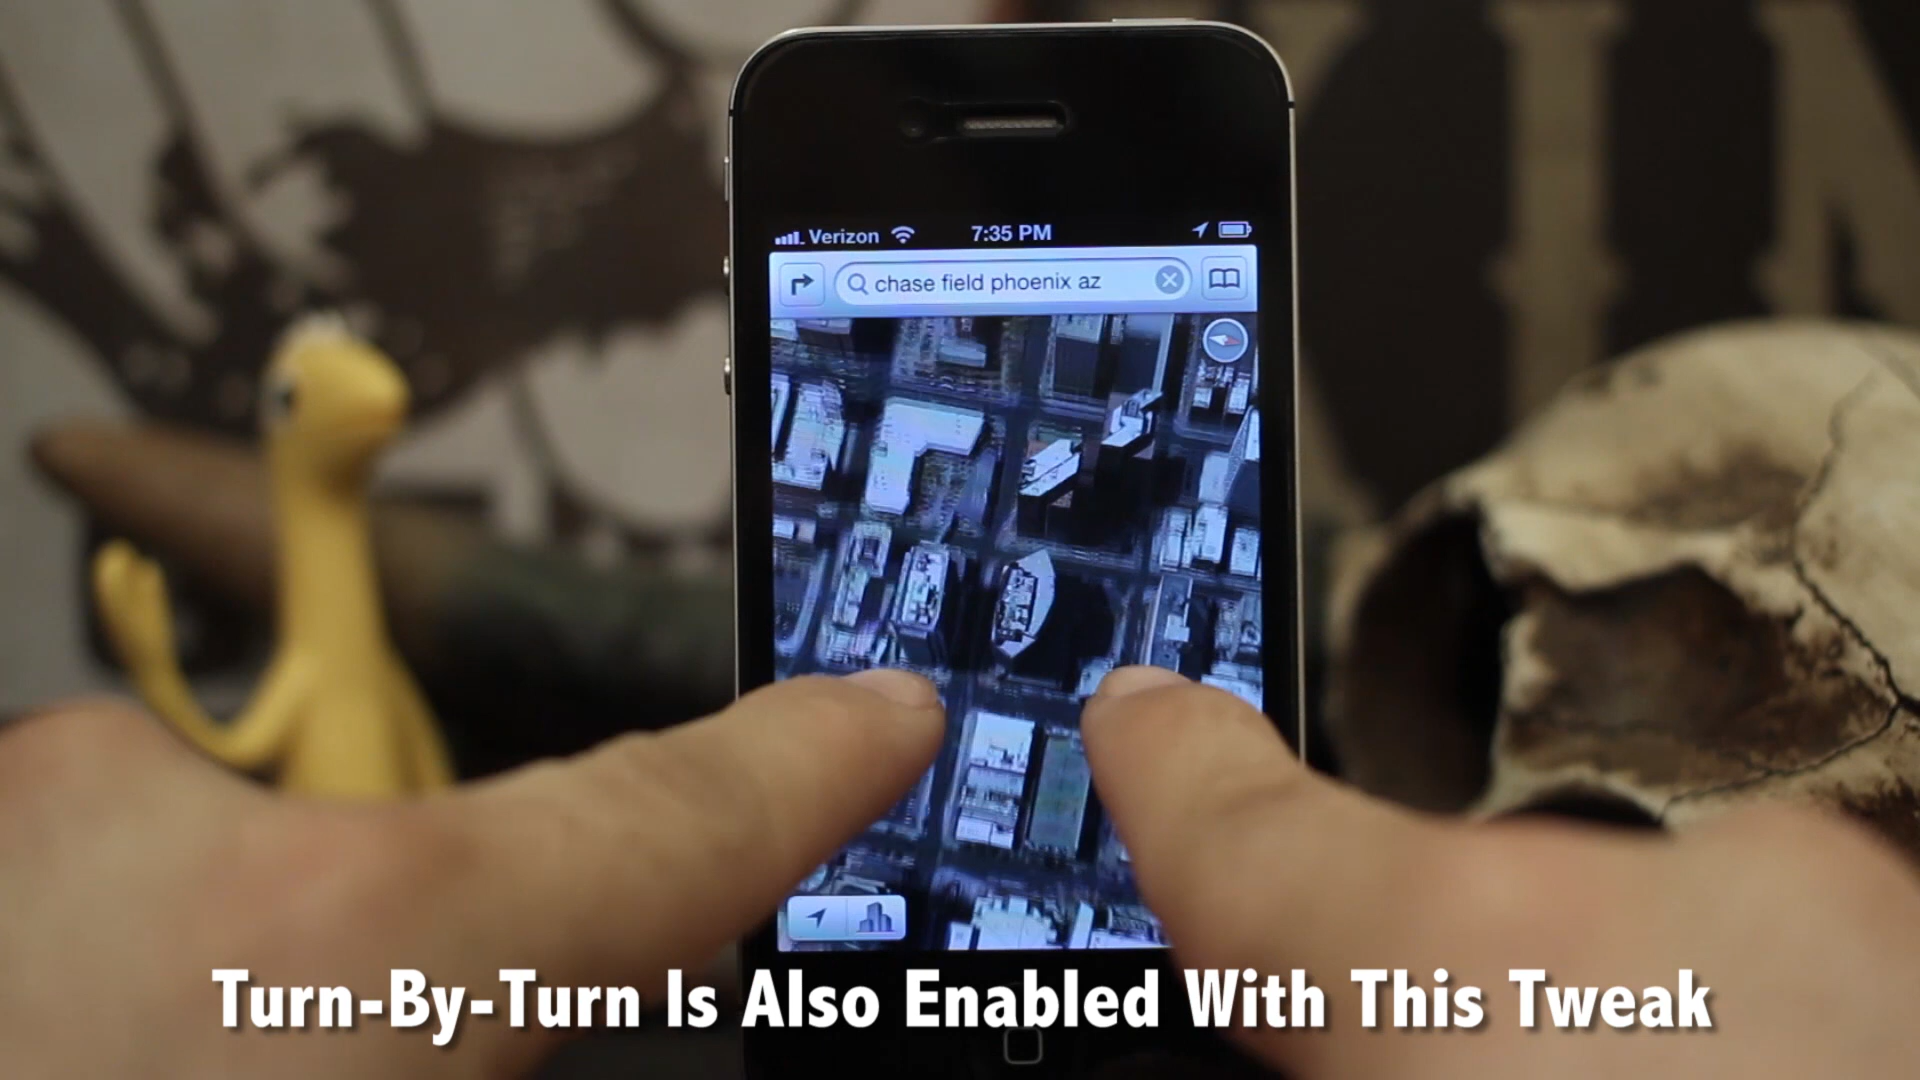 Verizon 7:35 PM
chase field phoenix az
Turn-By-Turn Is Also Enabled With This Tweak